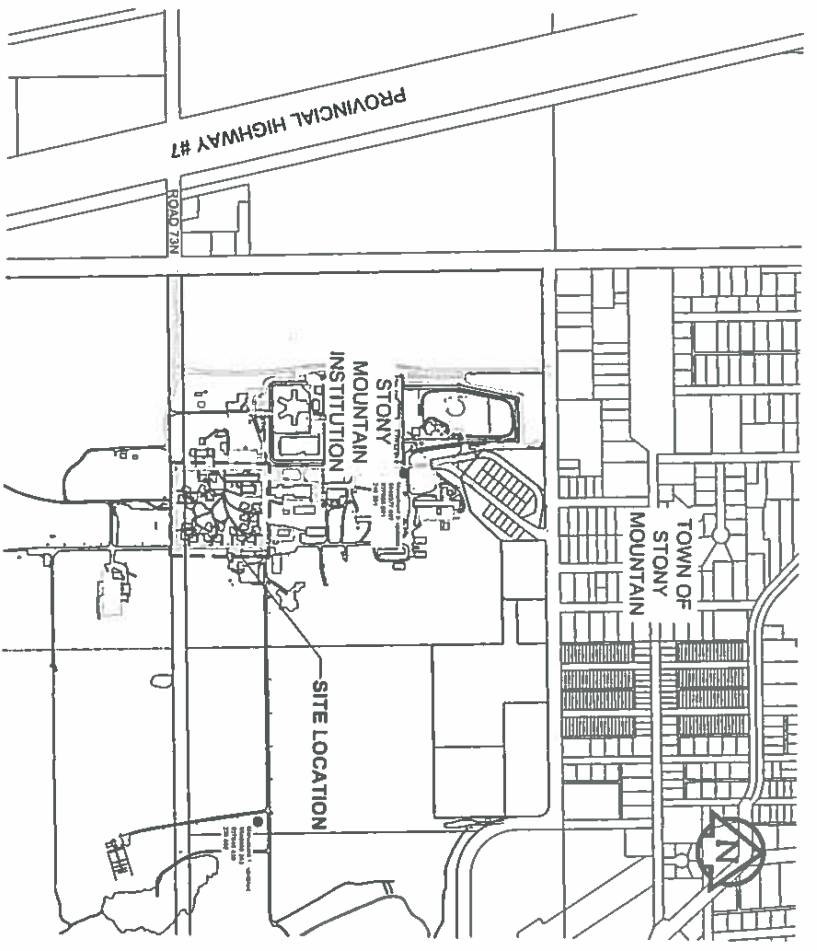 PROVINCIAL HIGHWAY #7
ROAD 73N
STONY
MOUNTAIN
INSTITUTION
TOWN OF
STONY
MOUNTAIN
SITE LOCATION
N